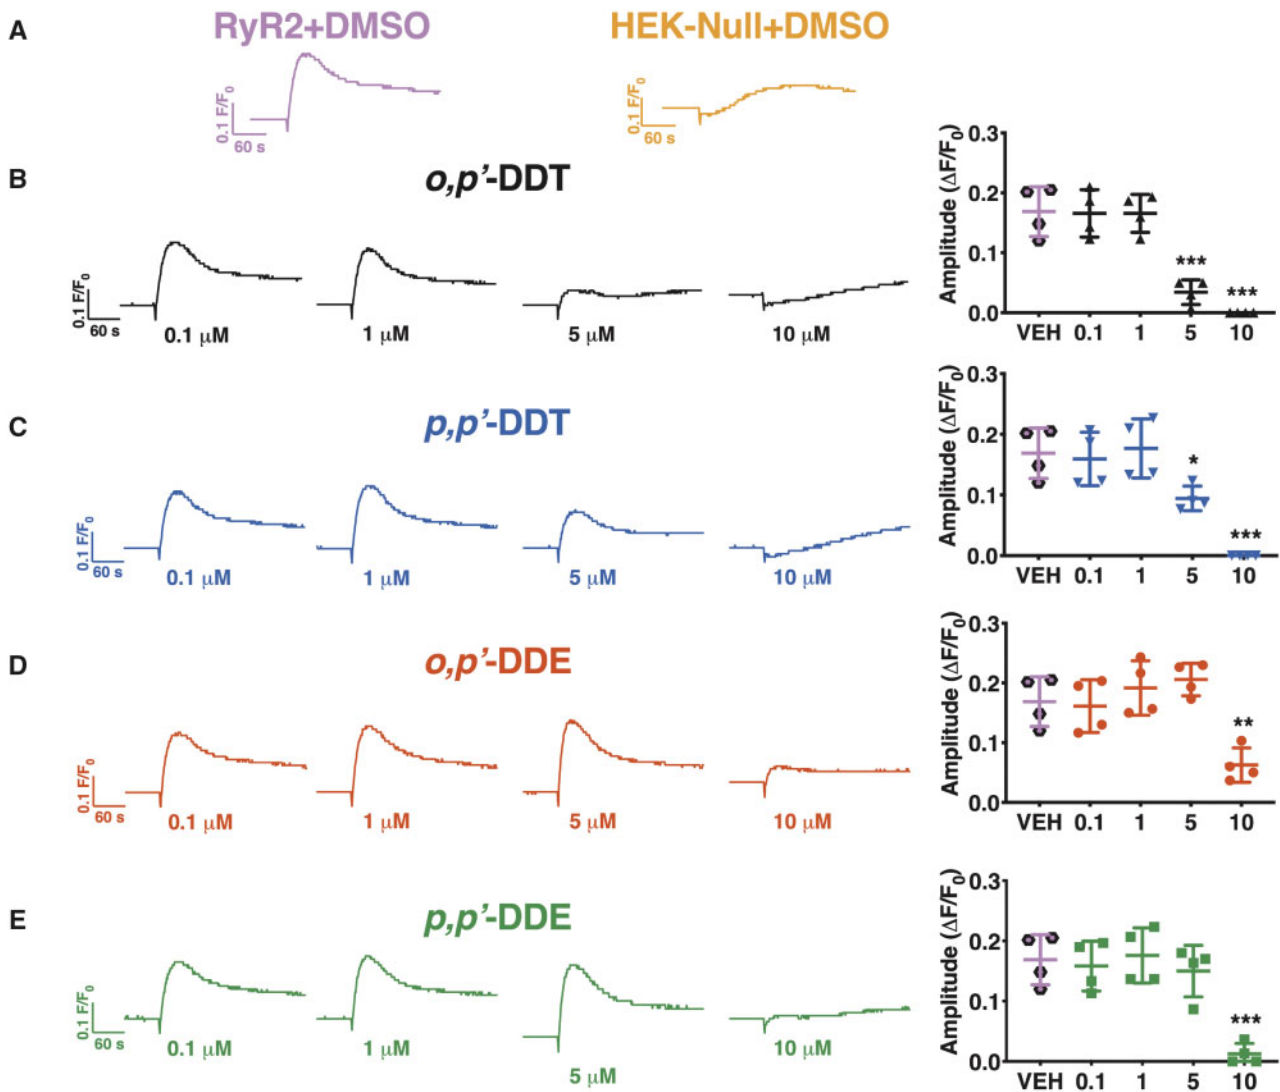 A
RyR2+DMSO
HEK-Null+DMSO
0.1 F/F0
60 s
0.1 F/F0
60 s
B
o,p’-DDT
0.1 F/F0
60 s
0.1 μM
1 μM
5 μM
10 μM
Amplitude (ΔF/F0)
0.3
0.2
0.1
0.0
***
***
VEH 0.1 1 5 10
C
p,p’-DDT
0.1 F/F0
60 s
0.1 μM
1 μM
5 μM
10 μM
Amplitude (ΔF/F0)
0.3
0.2
0.1
0.0
*
***
VEH 0.1 1 5 10
D
o,p’-DDE
0.1 F/F0
60 s
0.1 μM
1 μM
5 μM
10 μM
Amplitude (ΔF/F0)
0.3
0.2
0.1
0.0
**
VEH 0.1 1 5 10
E
p,p’-DDE
0.1 F/F0
60 s
0.1 μM
1 μM
5 μM
10 μM
Amplitude (ΔF/F0)
0.3
0.2
0.1
0.0
***
VEH 0.1 1 5 10